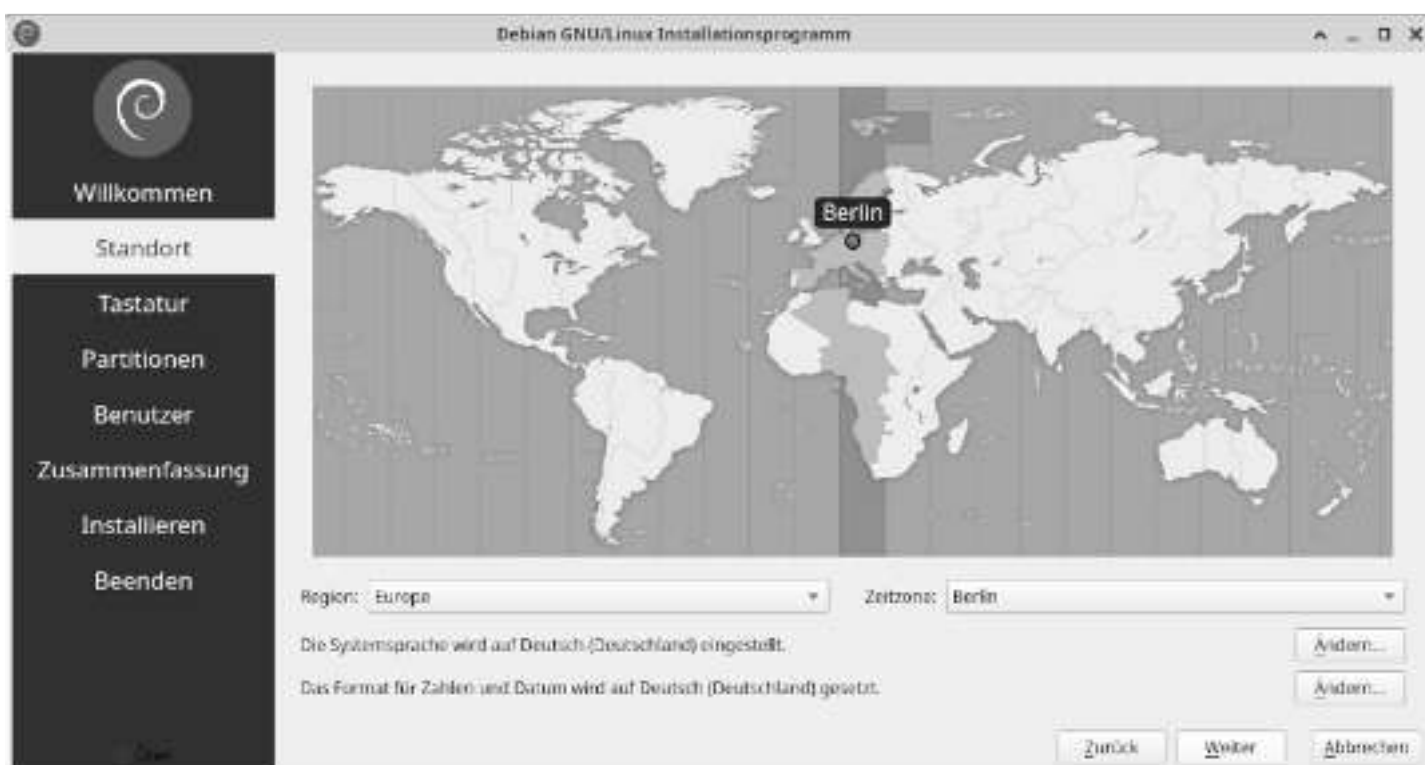 Debian GNU/Linux Installationsprogramm
Willkommen
Standort
Tastatur
Partitionen
Benutzer
Zusammenfassung
Installieren
Beenden
Berlin
Region: Europe Zeitzone: Berlin
Die Systemsprache wird auf Deutsch (Deutschland) eingestellt. Ändern...
Das Format für Zahlen und Datum wird auf Deutsch (Deutschland) gesetzt. Ändern...
Zurück Weiter Abbrechen